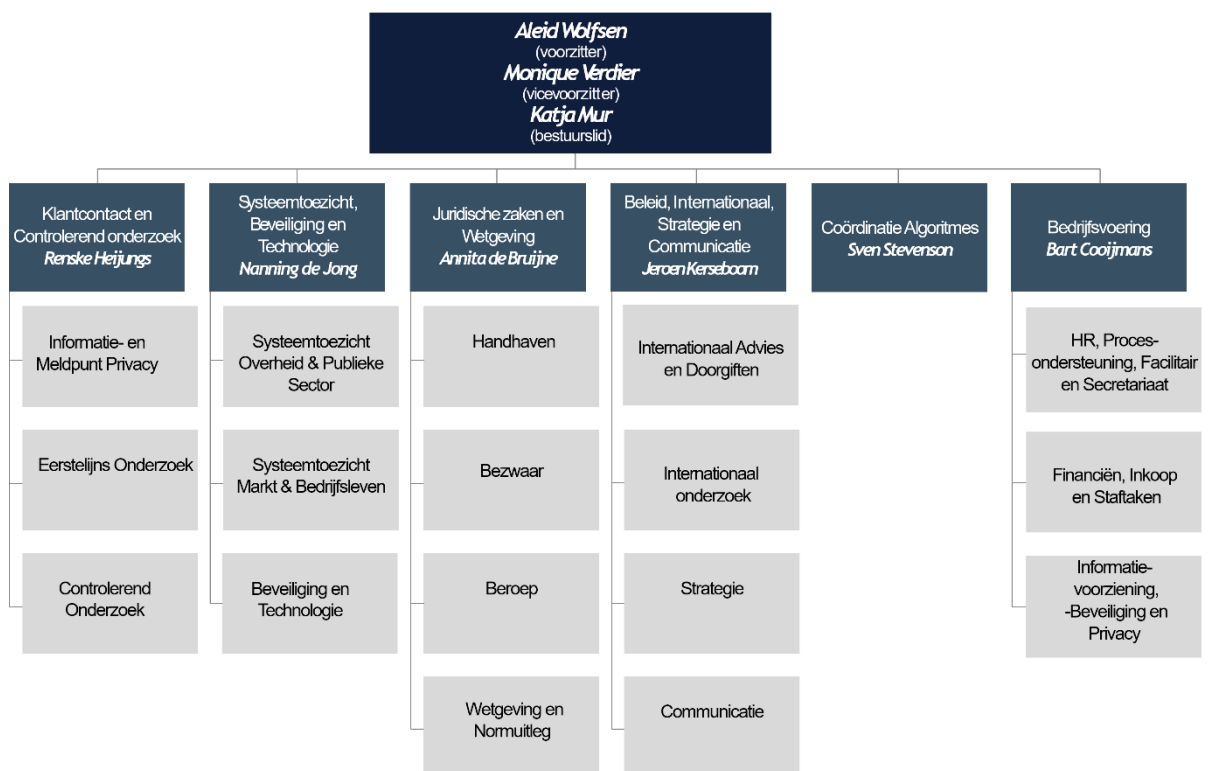 Aleid Wolfsen
(voorzitter)
Monique Verdier
(vicevoorzitter)
Katja Mur
(bestuurslid)
Klantcontact en
Controlerend onderzoek
Renske Heijungs
Informatie- en
Meldpunt Privacy
Eerstelijns Onderzoek
Controlerend
Onderzoek
Systeemtoezicht,
Beveiliging en
Technologie
Nanning de Jong
Systeemtoezicht
Overheid & Publieke
Sector
Systeemtoezicht
Markt & Bedrijfsleven
Beveiliging en
Technologie
Juridische zaken en
Wetgeving
Annita de Bruijne
Handhaven
Bezwaar
Beroep
Wetgeving en
Normuitleg
Beleid, Internationaal,
Strategie en
Communicatie
Jeroen Kerseboom
Internationaal Advies
en Doorgiften
Internationaal
onderzoek
Strategie
Communicatie
Coördinatie Algoritmes
Sven Stevenson
Bedrijfsvoering
Bart Cooijmans
HR, Proces-
ondersteuning, Facilitair
en Secretariaat
Financiën, Inkoop
en Staftaken
Informatie-
voorziening,
-Beveiliging en
Privacy